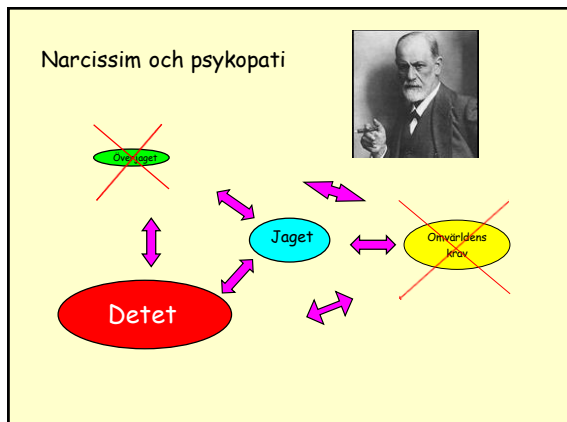 Narcissim och psykopati
Överjaget
Jaget
Omvärldens
krav
Detet